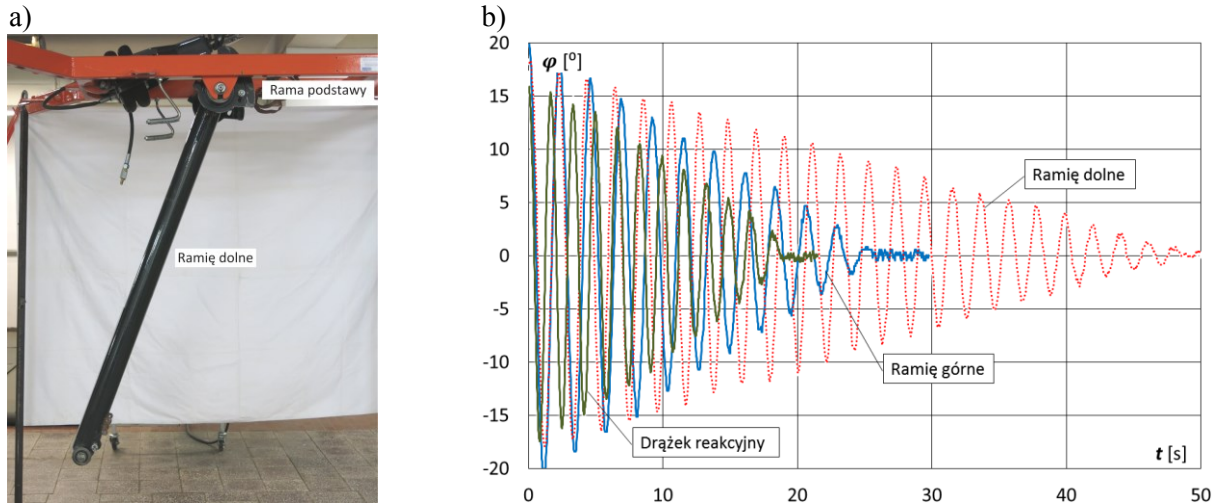 a)
Rama podstawy
Ramię dolne
b)
φ [⁰]
20
15
10
5
0
-5
-10
-15
-20
Ramię dolne
Ramię górne
Drążek reakcyjny
t [s]
0 10 20 30 40 50